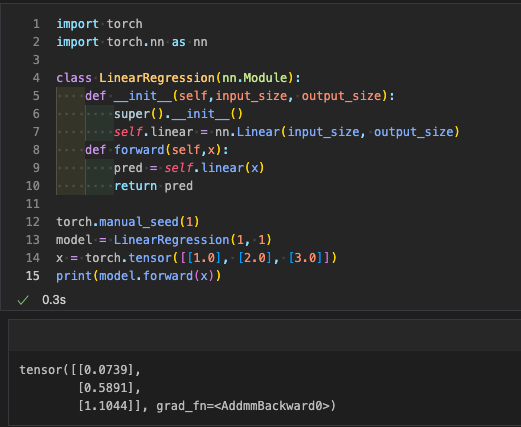 1 import torch
2 import torch.nn as nn
3
4 class LinearRegression(nn.Module):
5     def __init__(self,input_size, output_size):
6         super().__init__()
7         self.linear = nn.Linear(input_size, output_size)
8     def forward(self,x):
9         pred = self.linear(x)
10         return pred
11
12 torch.manual_seed(1)
13 model = LinearRegression(1, 1)
14 x = torch.tensor([[1.0], [2.0], [3.0]])
15 print(model.forward(x))
✓ 0.3s
tensor([[0.0739],
        [0.5891],
        [1.1044]], grad_fn=<AddmmBackward0>)